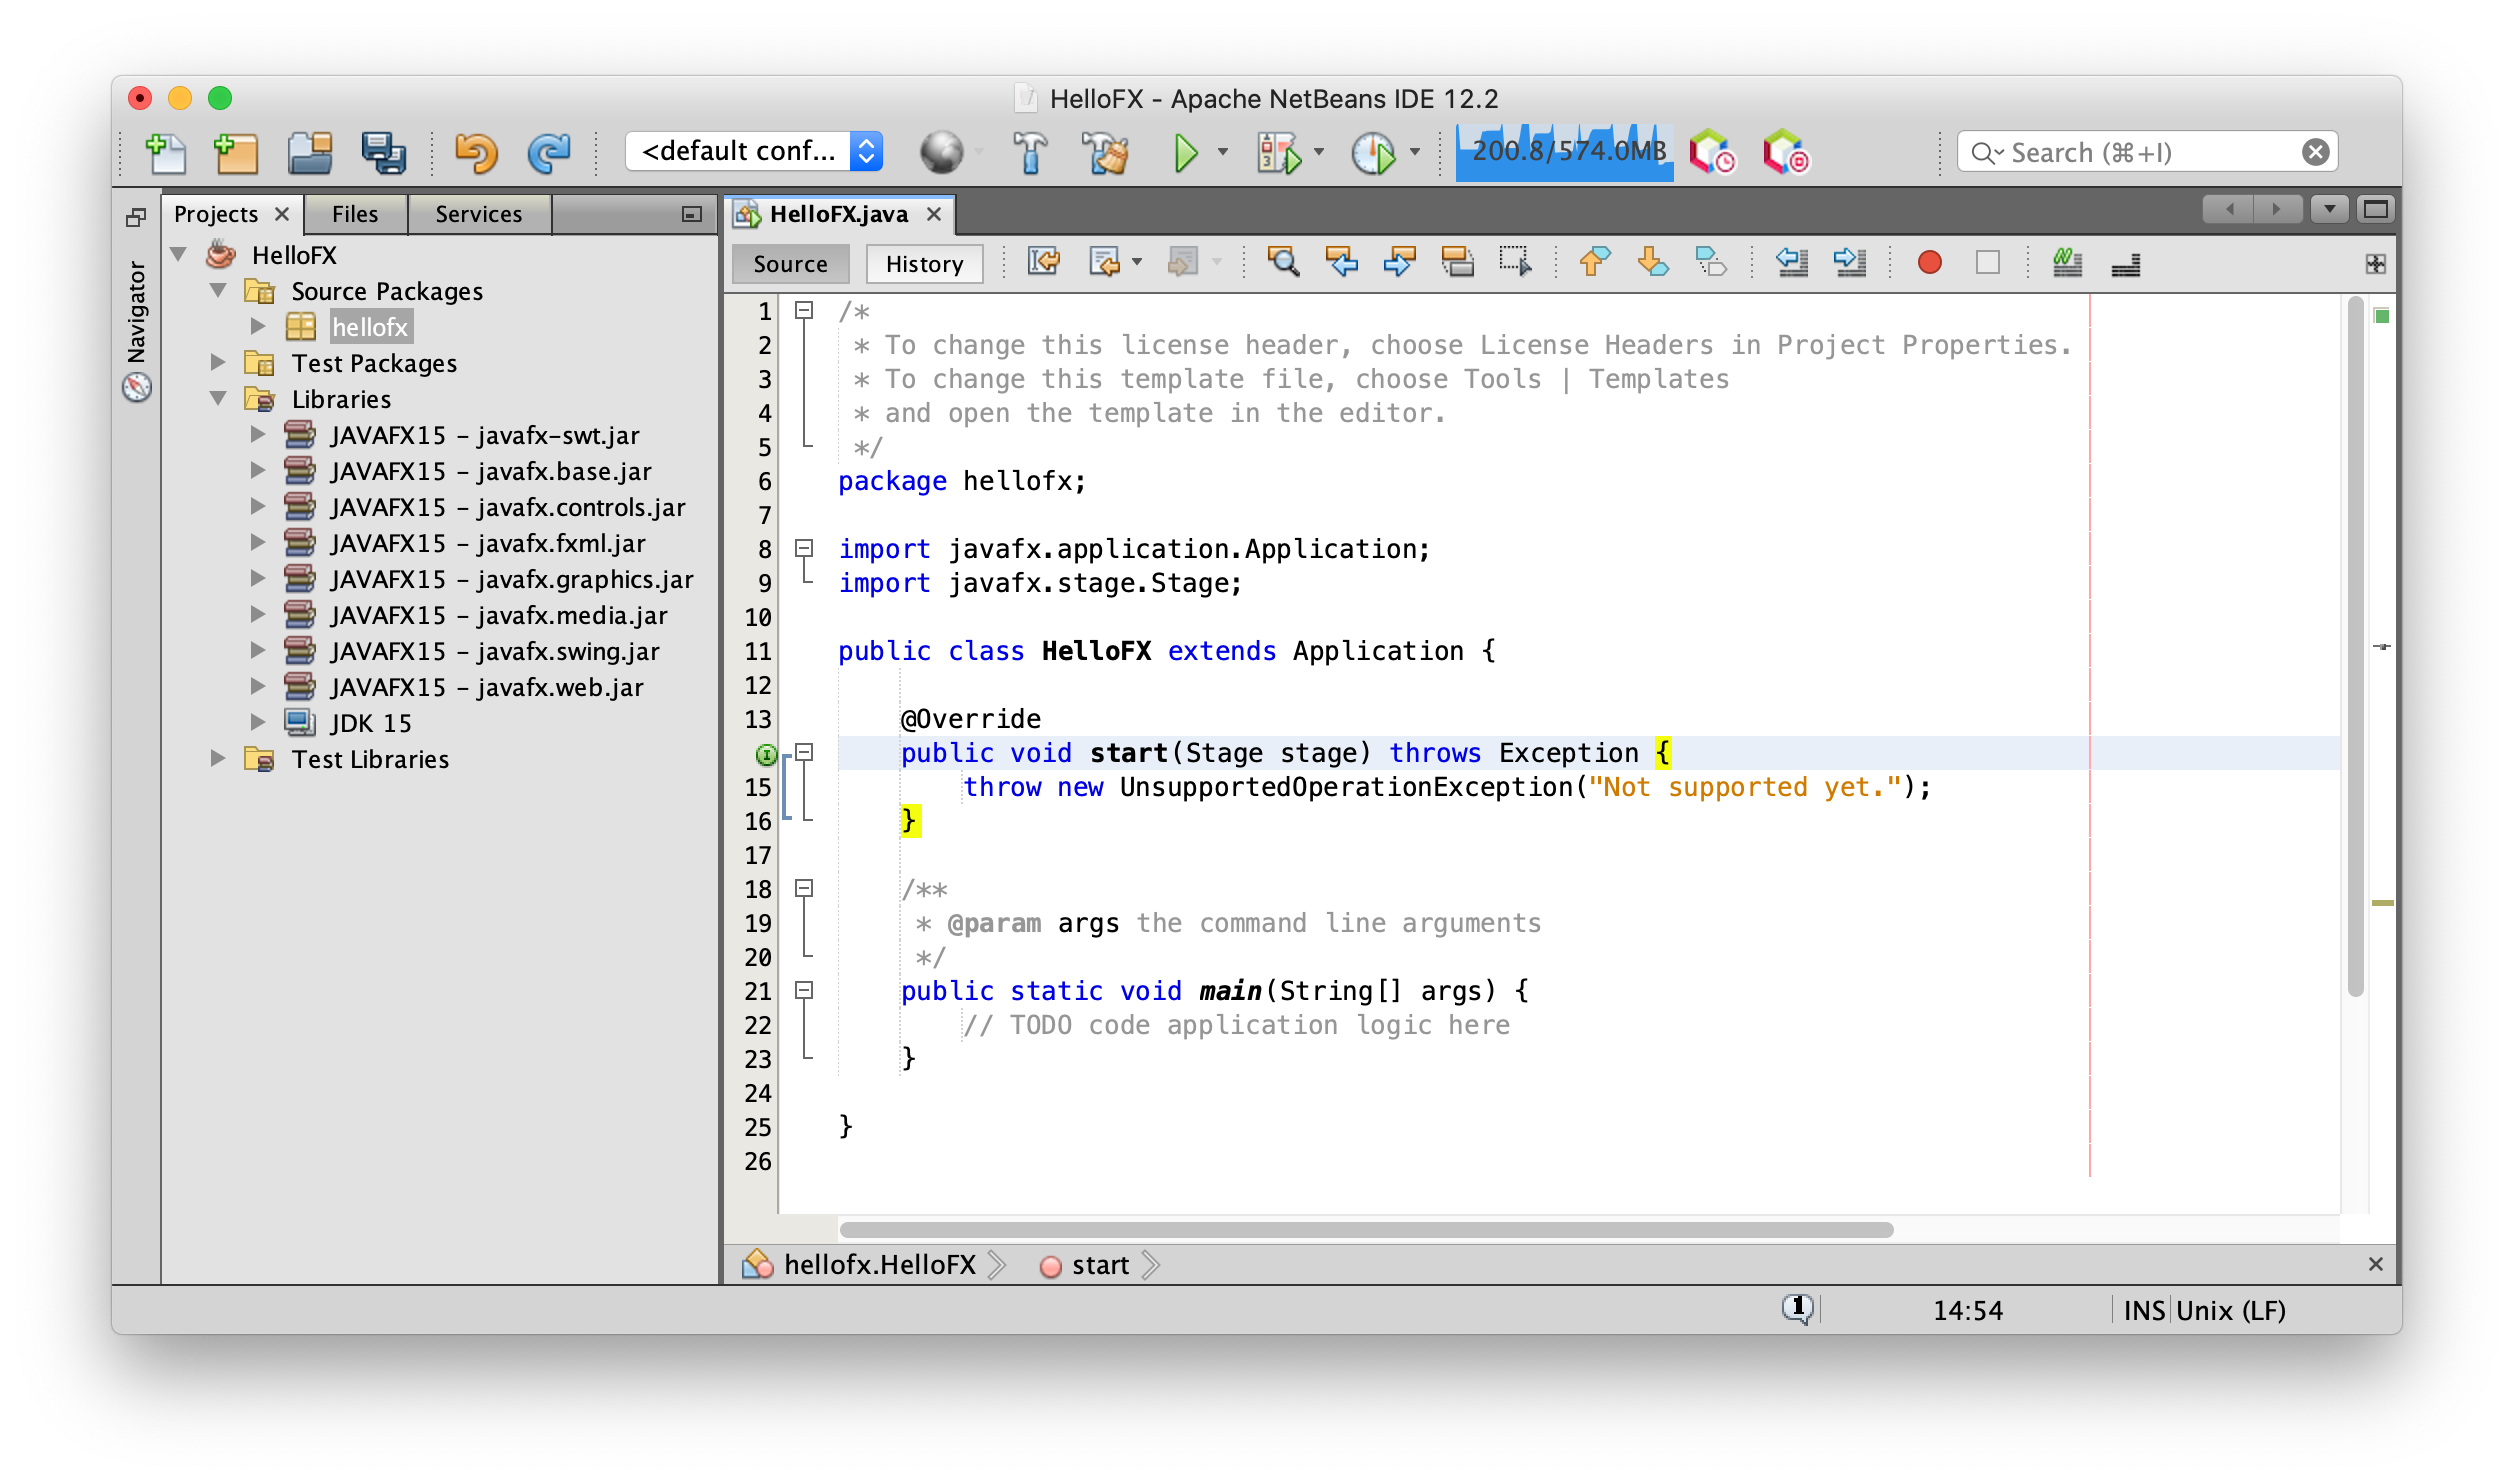 HelloFX - Apache NetBeans IDE 12.2
<default conf...
200.8/574.0MB
Search (⌘+I)
Navigator
Projects
Files
Services
HelloFX
Source Packages
hellofx
Test Packages
Libraries
JAVAFX15 - javafx-swt.jar
JAVAFX15 - javafx.base.jar
JAVAFX15 - javafx.controls.jar
JAVAFX15 - javafx.fxml.jar
JAVAFX15 - javafx.graphics.jar
JAVAFX15 - javafx.media.jar
JAVAFX15 - javafx.swing.jar
JAVAFX15 - javafx.web.jar
JDK 15
Test Libraries
HelloFX.java
Source History
1 /*
2 * To change this license header, choose License Headers in Project Properties.
3 * To change this template file, choose Tools | Templates
4 * and open the template in the editor.
5 */
6 package hellofx;
7
8 import javafx.application.Application;
9 import javafx.stage.Stage;
10
11 public class HelloFX extends Application {
12
13 @Override
public void start(Stage stage) throws Exception {
15 throw new UnsupportedOperationException("Not supported yet.");
16 }
17
18 /**
19 * @param args the command line arguments
20 */
21 public static void main(String[] args) {
22 // TODO code application logic here
23 }
24
25 }
26
hellofx.HelloFX start
1 14:54 INS Unix (LF)